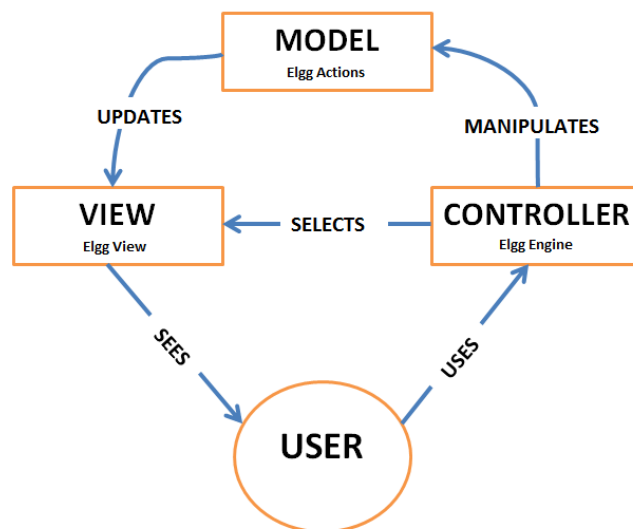 MODEL
Elgg Actions
UPDATES
MANIPULATES
VIEW
Elgg View
SELECTS
CONTROLLER
Elgg Engine
SEES
USES
USER